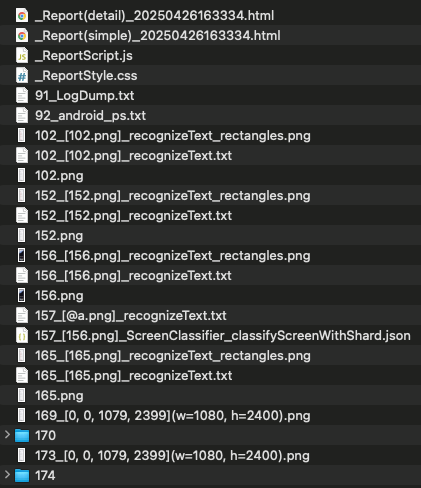 _Report(detail)_20250426163334.html
_Report(simple)_20250426163334.html
_ReportScript.js
_ReportStyle.css
91_LogDump.txt
92_android_ps.txt
102_[102.png]_recognizeText_rectangles.png
102_[102.png]_recognizeText.txt
102.png
152_[152.png]_recognizeText_rectangles.png
152_[152.png]_recognizeText.txt
152.png
156_[156.png]_recognizeText_rectangles.png
156_[156.png]_recognizeText.txt
156.png
157_[@a.png]_recognizeText.txt
157_[156.png]_ScreenClassifier_classifyScreenWithShard.json
165_[165.png]_recognizeText_rectangles.png
165_[165.png]_recognizeText.txt
165.png
169_[0, 0, 1079, 2399](w=1080, h=2400).png
170
173_[0, 0, 1079, 2399](w=1080, h=2400).png
174